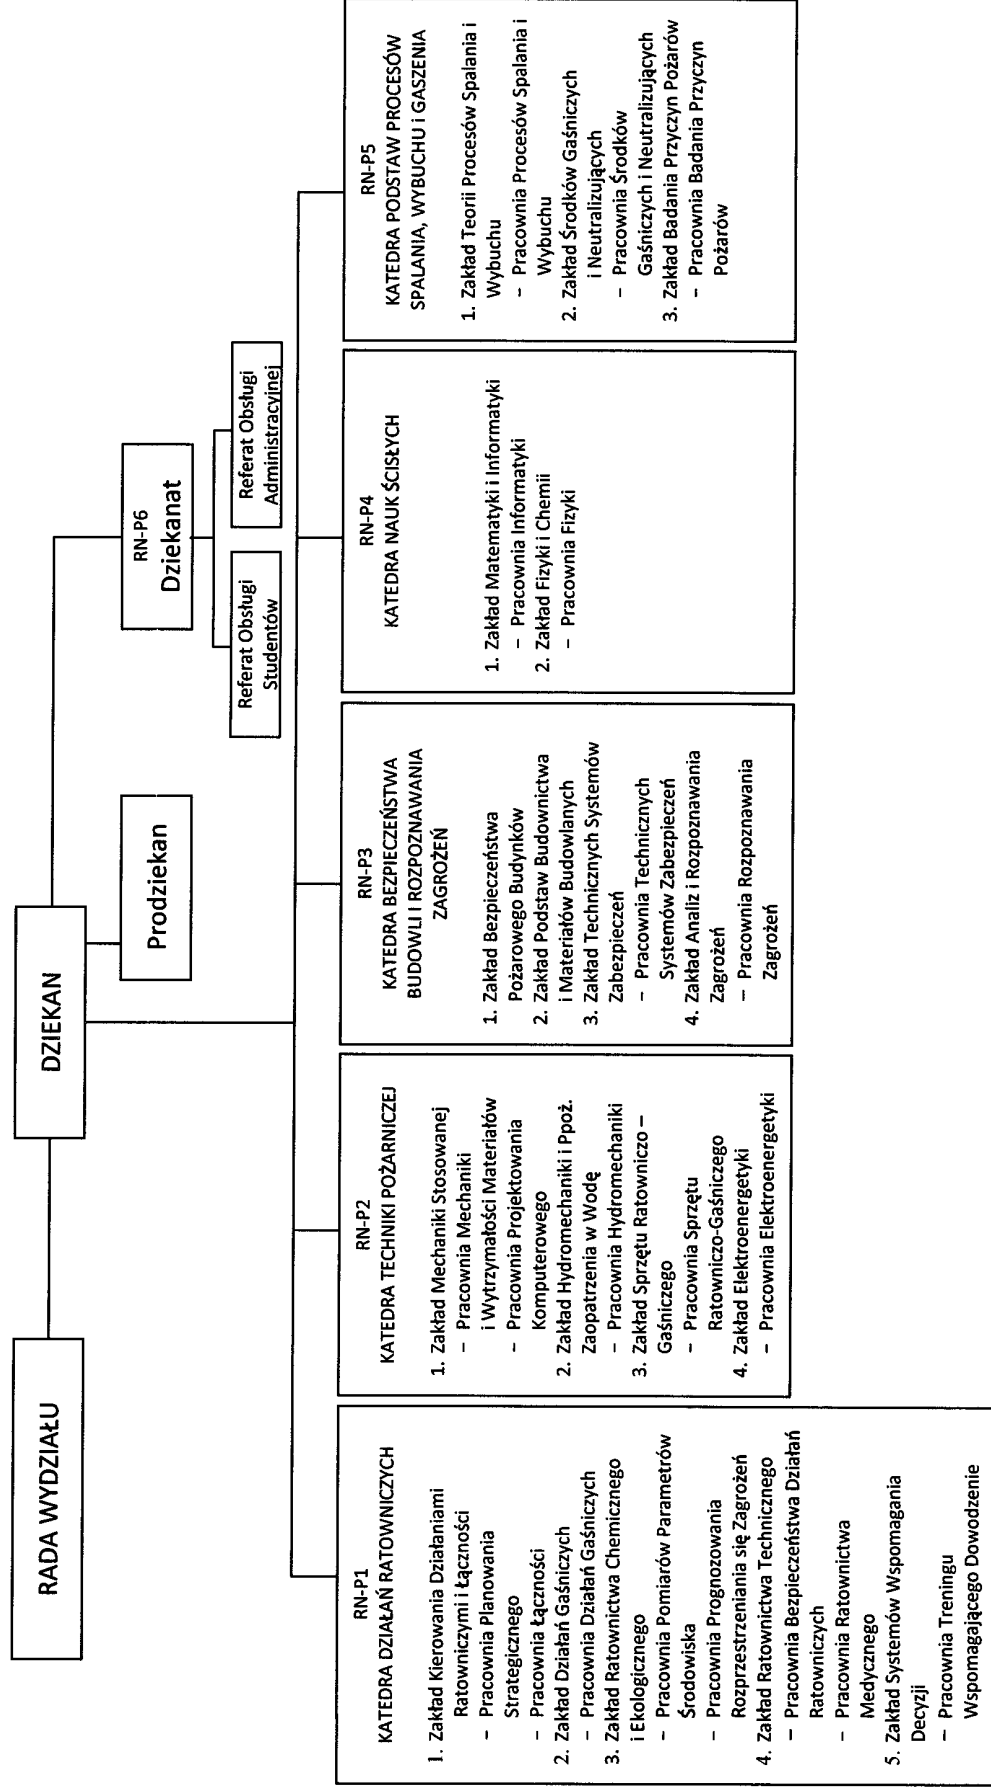 RADA WYDZIAŁU
DZIEKAN
Prodziekan
RN-P6
Dziekanat
Referat Obsługi
Studentów
Referat Obsługi
Administracyjnej
RN-P1
KATEDRA DZIAŁAŃ RATOWNICZYCH
1. Zakład Kierowania Działaniami
Ratowniczymi i Łączności
– Pracownia Planowania
Strategicznego
– Pracownia Łączności
2. Zakład Działań Gaśniczych
– Pracownia Działań Gaśniczych
3. Zakład Ratownictwa Chemicznego
i Ekologicznego
– Pracownia Pomiarów Parametrów
Środowiska
– Pracownia Prognozowania
Rozprzestrzeniania się Zagrożeń
4. Zakład Ratownictwa Technicznego
– Pracownia Bezpieczeństwa Działań
Ratowniczych
– Pracownia Ratownictwa
Medycznego
5. Zakład Systemów Wspomagania
Decyzji
– Pracownia Treningu
Wspomagającego Dowodzenie
RN-P2
KATEDRA TECHNIKI POŻARNICZEJ
1. Zakład Mechaniki Stosowanej
– Pracownia Mechaniki
i Wytrzymałości Materiałów
– Pracownia Projektowania
Komputerowego
2. Zakład Hydromechaniki i Ppoż.
Zaopatrzenia w Wodę
– Pracownia Hydromechaniki
3. Zakład Sprzętu Ratowniczo –
Gaśniczego
– Pracownia Sprzętu
Ratowniczo-Gaśniczego
4. Zakład Elektroenergetyki
– Pracownia Elektroenergetyki
RN-P3
KATEDRA BEZPIECZEŃSTWA
BUDOWLI I ROZPOZNAWANIA
ZAGROŻEŃ
1. Zakład Bezpieczeństwa
Pożarowego Budynków
2. Zakład Podstaw Budownictwa
i Materiałów Budowlanych
3. Zakład Technicznych Systemów
Zabezpieczeń
– Pracownia Technicznych
Systemów Zabezpieczeń
4. Zakład Analiz i Rozpoznawania
Zagrożeń
– Pracownia Rozpoznawania
Zagrożeń
RN-P4
KATEDRA NAUK ŚCISŁYCH
1. Zakład Matematyki i Informatyki
– Pracownia Informatyki
2. Zakład Fizyki i Chemii
– Pracownia Fizyki
RN-P5
KATEDRA PODSTAW PROCESÓW
SPALANIA, WYBUCHU i GASZENIA
1. Zakład Teorii Procesów Spalania i
Wybuchu
– Pracownia Procesów Spalania i
Wybuchu
2. Zakład Środków Gaśniczych
i Neutralizujących
– Pracownia Środków
Gaśniczych i Neutralizujących
3. Zakład Badania Przyczyn Pożarów
– Pracownia Badania Przyczyn
Pożarów